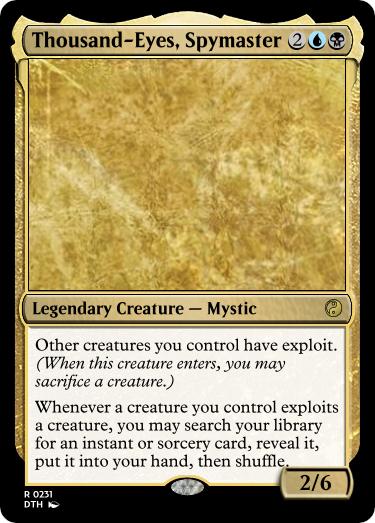 Thousand-Eyes, Spymaster 2
Legendary Creature — Mystic
Other creatures you control have exploit.
(When this creature enters, you may
sacrifice a creature.)
Whenever a creature you control exploits
a creature, you may search your library
for an instant or sorcery card, reveal it,
put it into your hand, then shuffle.
2/6
R 0231
DTH